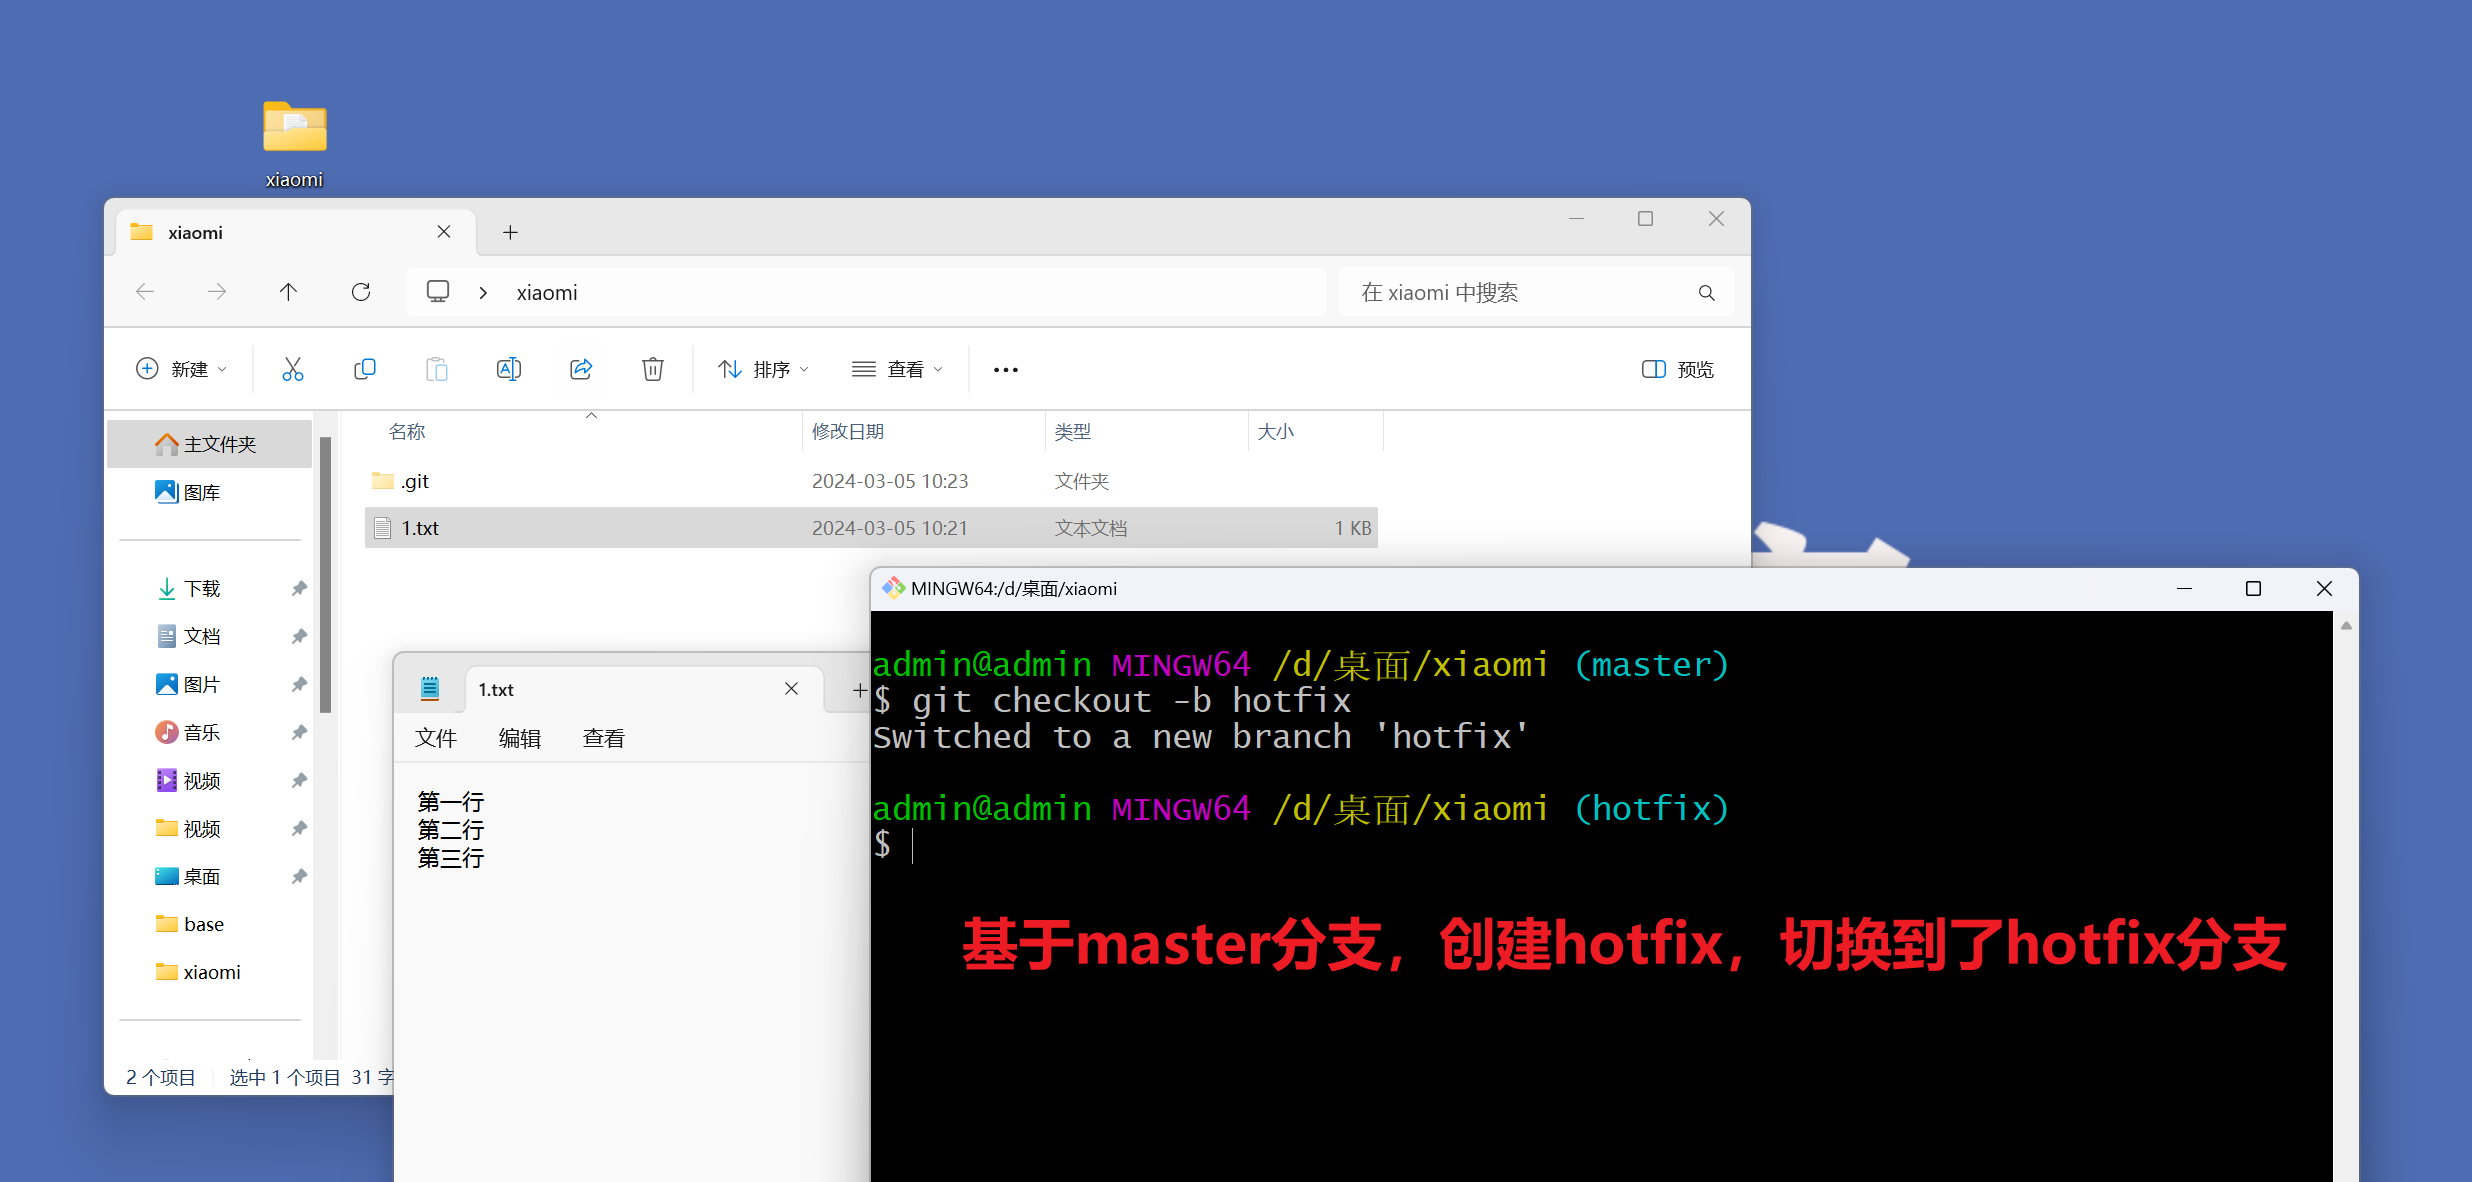 xiaomi
xiaomi
xiaomi
在 xiaomi 中搜索
新建
排序
查看
预览
名称
修改日期
类型
大小
主文件夹
图库
下载
文档
图片
音乐
视频
视频
桌面
base
xiaomi
.git
2024-03-05 10:23
文件夹
1.txt
2024-03-05 10:21
文本文档
1 KB
2 个项目
选中 1 个项目 31 字
1.txt
文件
编辑
查看
第一行
第二行
第三行
MINGW64:/d/桌面/xiaomi
admin@admin MINGW64 /d/桌面/xiaomi (master)
$ git checkout -b hotfix
Switched to a new branch 'hotfix'
admin@admin MINGW64 /d/桌面/xiaomi (hotfix)
$
基于master分支，创建hotfix，切换到了hotfix分支